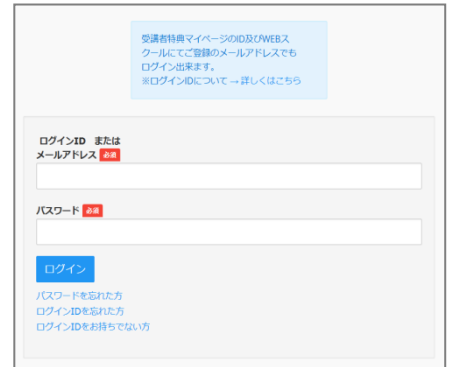 受講者特典マイページのID及びWEBス
クールにてご登録のメールアドレスでも
ログイン出来ます。
※ログインIDについて → 詳しくはこちら
ログインID　または
メールアドレス 必須
パスワード 必須
ログイン
パスワードを忘れた方
ログインIDを忘れた方
ログインIDをお持ちでない方